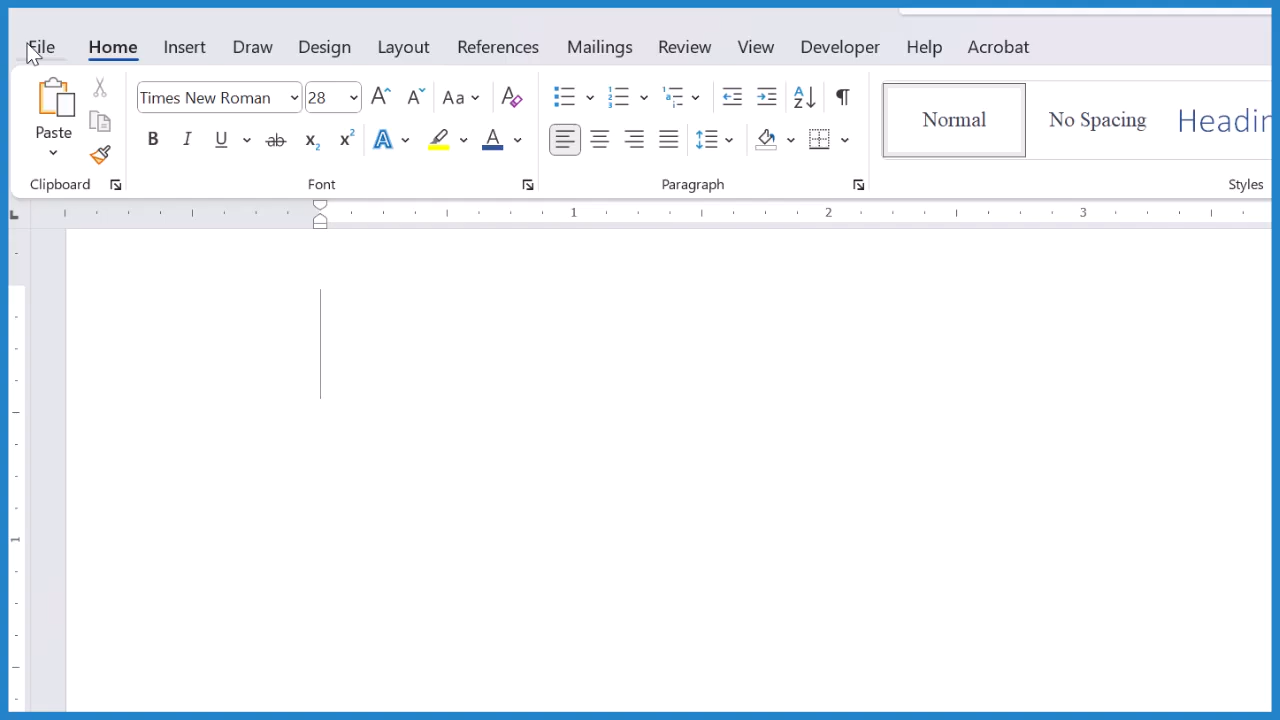 File Home Insert Draw Design Layout References Mailings Review View Developer Help Acrobat
Times New Roman 28 Aa
Paste B I U ab x₂ x² A A Normal No Spacing Headin
Clipboard Font Paragraph Styles
1 2 3
1